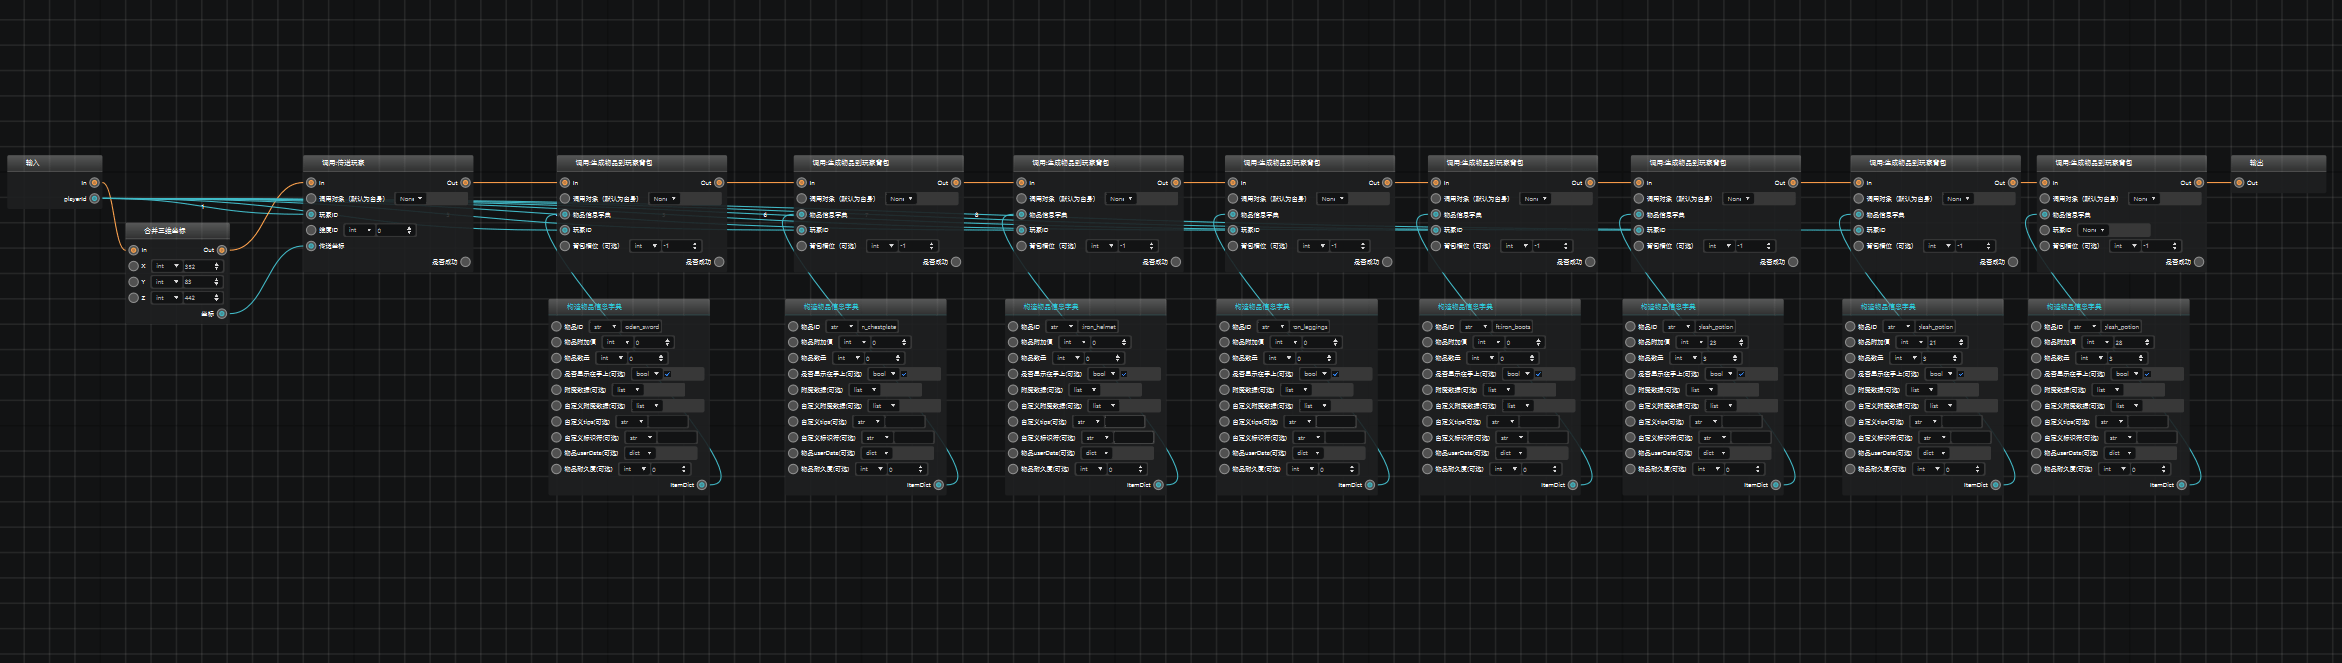 输入
In
playerId
合并三维坐标
In Out
X int 352
Y int 83
Z int 442
坐标
调用:传送玩家
In Out
调用对象（默认为自身） None
玩家ID
维度ID int 0
传送坐标
是否成功
调用:生成物品到玩家背包
In Out
调用对象（默认为自身） None
物品信息字典
玩家ID
背包槽位（可选） int -1
是否成功
调用:生成物品到玩家背包
In Out
调用对象（默认为自身） None
物品信息字典
玩家ID
背包槽位（可选） int -1
是否成功
调用:生成物品到玩家背包
In Out
调用对象（默认为自身） None
物品信息字典
玩家ID
背包槽位（可选） int -1
是否成功
调用:生成物品到玩家背包
In Out
调用对象（默认为自身） None
物品信息字典
玩家ID
背包槽位（可选） int -1
是否成功
调用:生成物品到玩家背包
In Out
调用对象（默认为自身） None
物品信息字典
玩家ID
背包槽位（可选） int -1
是否成功
调用:生成物品到玩家背包
In Out
调用对象（默认为自身） None
物品信息字典
玩家ID
背包槽位（可选） int -1
是否成功
调用:生成物品到玩家背包
In Out
调用对象（默认为自身） None
物品信息字典
玩家ID
背包槽位（可选） int -1
是否成功
调用:生成物品到玩家背包
In Out
调用对象（默认为自身） None
物品信息字典
玩家ID None
背包槽位（可选） int -1
是否成功
输出
Out
构造物品信息字典
物品ID str oden_sword
物品附加值 int 0
物品数量 int 0
是否显示在手上(可选) bool
附魔数据(可选) list
自定义附魔数据(可选) list
自定义tips(可选) str
自定义标识符(可选) str
物品userData(可选) dict
物品耐久度(可选) int 0
itemDict
构造物品信息字典
物品ID str n_chestplate
物品附加值 int 0
物品数量 int 0
是否显示在手上(可选) bool
附魔数据(可选) list
自定义附魔数据(可选) list
自定义tips(可选) str
自定义标识符(可选) str
物品userData(可选) dict
物品耐久度(可选) int 0
itemDict
构造物品信息字典
物品ID str iron_helmet
物品附加值 int 0
物品数量 int 0
是否显示在手上(可选) bool
附魔数据(可选) list
自定义附魔数据(可选) list
自定义tips(可选) str
自定义标识符(可选) str
物品userData(可选) dict
物品耐久度(可选) int 0
itemDict
构造物品信息字典
物品ID str ron_leggings
物品附加值 int 0
物品数量 int 0
是否显示在手上(可选) bool
附魔数据(可选) list
自定义附魔数据(可选) list
自定义tips(可选) str
自定义标识符(可选) str
物品userData(可选) dict
物品耐久度(可选) int 0
itemDict
构造物品信息字典
物品ID str ft:iron_boots
物品附加值 int 0
物品数量 int 0
是否显示在手上(可选) bool
附魔数据(可选) list
自定义附魔数据(可选) list
自定义tips(可选) str
自定义标识符(可选) str
物品userData(可选) dict
物品耐久度(可选) int 0
itemDict
构造物品信息字典
物品ID str plash_potion
物品附加值 int 23
物品数量 int 3
是否显示在手上(可选) bool
附魔数据(可选) list
自定义附魔数据(可选) list
自定义tips(可选) str
自定义标识符(可选) str
物品userData(可选) dict
物品耐久度(可选) int 0
itemDict
构造物品信息字典
物品ID str plash_potion
物品附加值 int 21
物品数量 int 3
是否显示在手上(可选) bool
附魔数据(可选) list
自定义附魔数据(可选) list
自定义tips(可选) str
自定义标识符(可选) str
物品userData(可选) dict
物品耐久度(可选) int 0
itemDict
构造物品信息字典
物品ID str plash_potion
物品附加值 int 28
物品数量 int 3
是否显示在手上(可选) bool
附魔数据(可选) list
自定义附魔数据(可选) list
自定义tips(可选) str
自定义标识符(可选) str
物品userData(可选) dict
物品耐久度(可选) int 0
itemDict